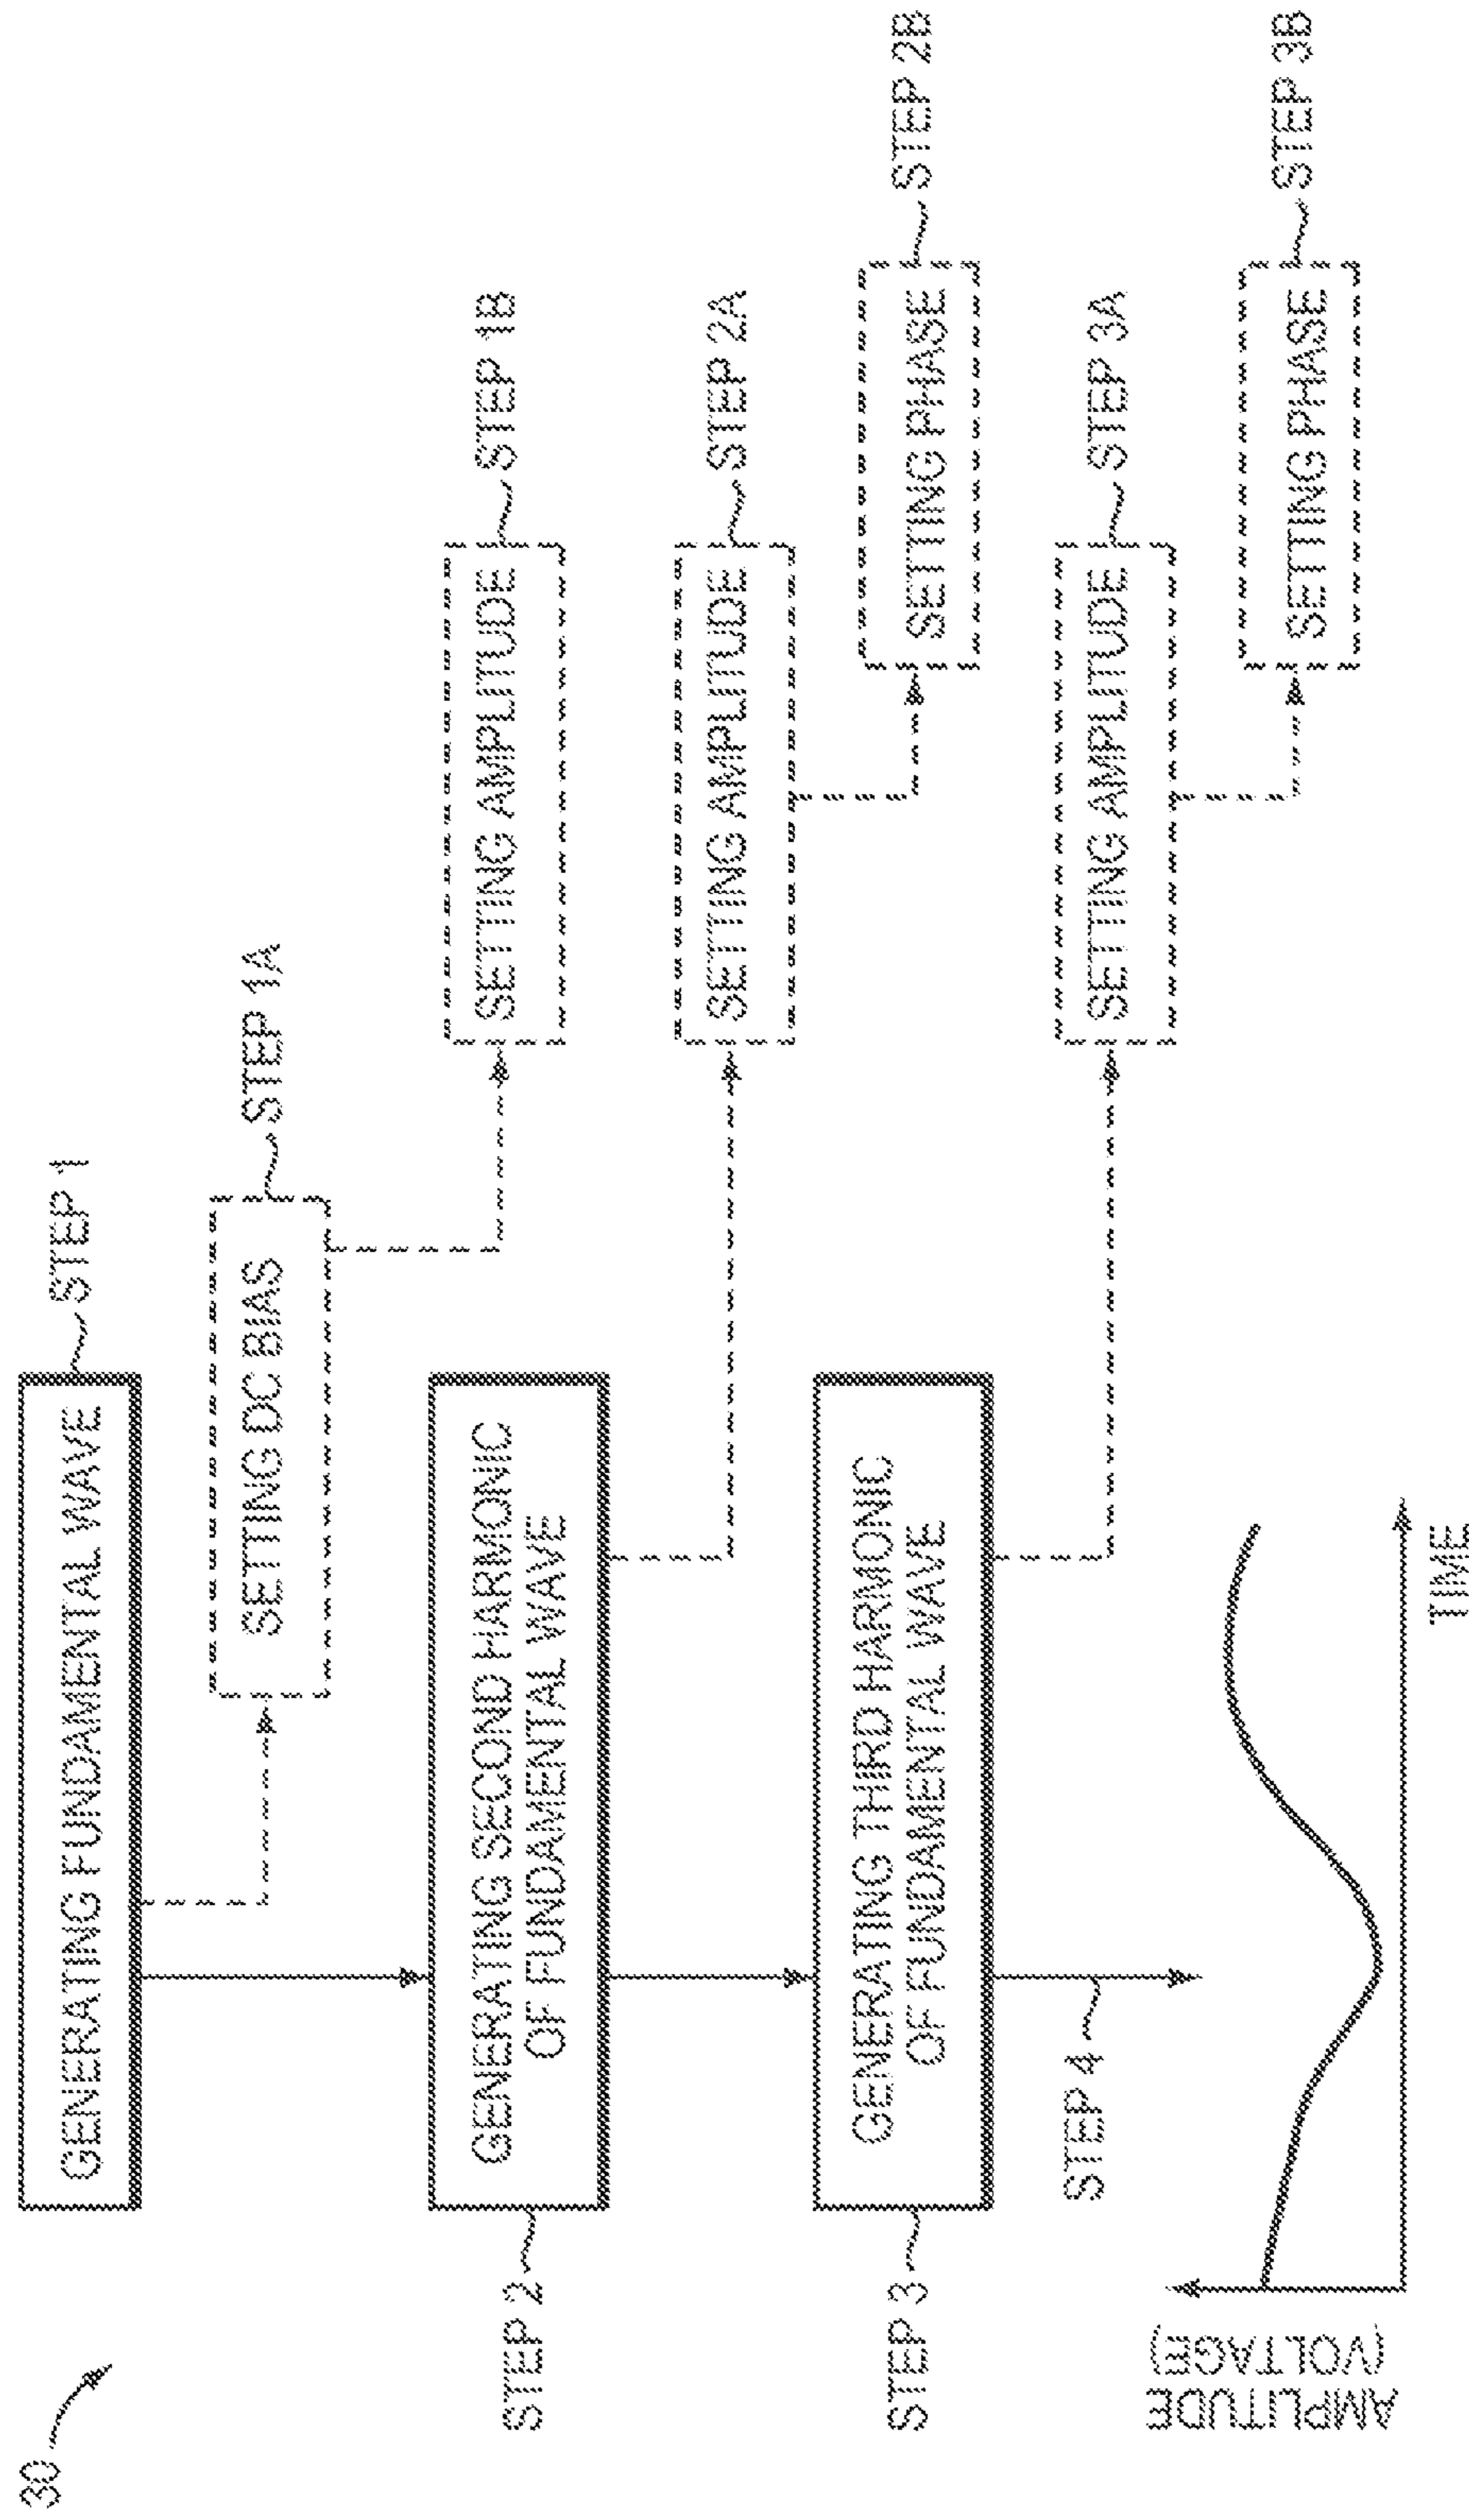 30
GENERATING FUNDAMENTAL WAVE
STEP 1
SETTING DC BIAS
STEP 1A
SETTING AMPLITUDE
STEP 1B
STEP 2
GENERATING SECOND HARMONIC
OF FUNDAMENTAL WAVE
SETTING AMPLITUDE
STEP 2A
SETTING PHASE
STEP 2B
STEP 3
GENERATING THIRD HARMONIC
OF FUNDAMENTAL WAVE
SETTING AMPLITUDE
STEP 3A
SETTING PHASE
STEP 3B
STEP 4
AMPLITUDE
(VOLTAGE)
TIME